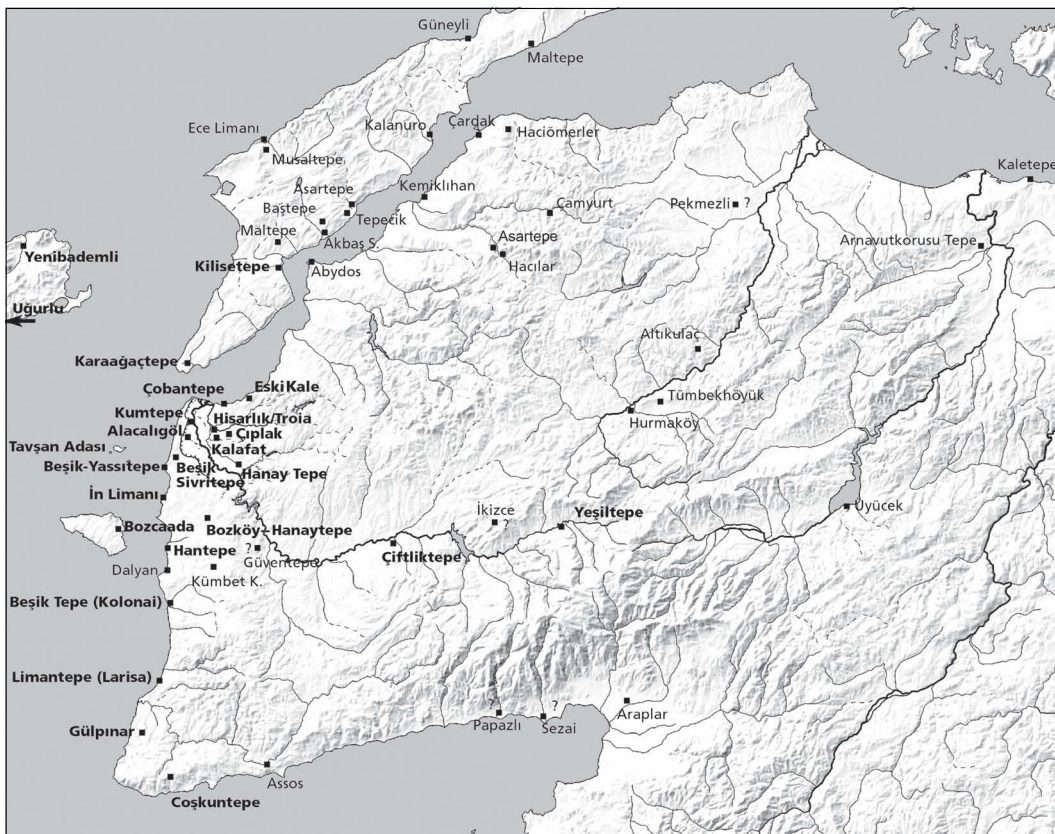 Güneyli
Maltepe
Ece Limanı
Kalanuro
Çardak
Haciömerler
Musaltepe
Kaletepe
Asartepe
Kemiklıhan
Baştepe
Tepecik
Çamyurt
Pekmezli ?
Maltepe
Akbaş S.
Asartepe
Arnavutkorusu Tepe
Yenibademli
Kilisetepe
Abydos
Hacılar
Uğurlu
Altıkulaç
Karaağaçtepe
Çobantepe
Eski Kale
Tümbekhöyük
Kumtepe
Hisarlık/Troia
Hurmaköy
Alacalıgöl
Çıplak
Tavşan Adası
Kalafat
Beşik-Yassıtepe
Beşik
Sivritepe
Hanay Tepe
İn Limanı
İkizce
?
Yeşiltepe
Üyücek
Bozcaada
Bozköy–Hanaytepe
Hantepe
?
Güventepe
Çiftliktepe
Dalyan
Kümbet K.
Beşik Tepe (Kolonai)
Limantepe (Larisa)
?
?
Papazlı
Sezai
Araplar
Gülpınar
Assos
Coşkuntepe